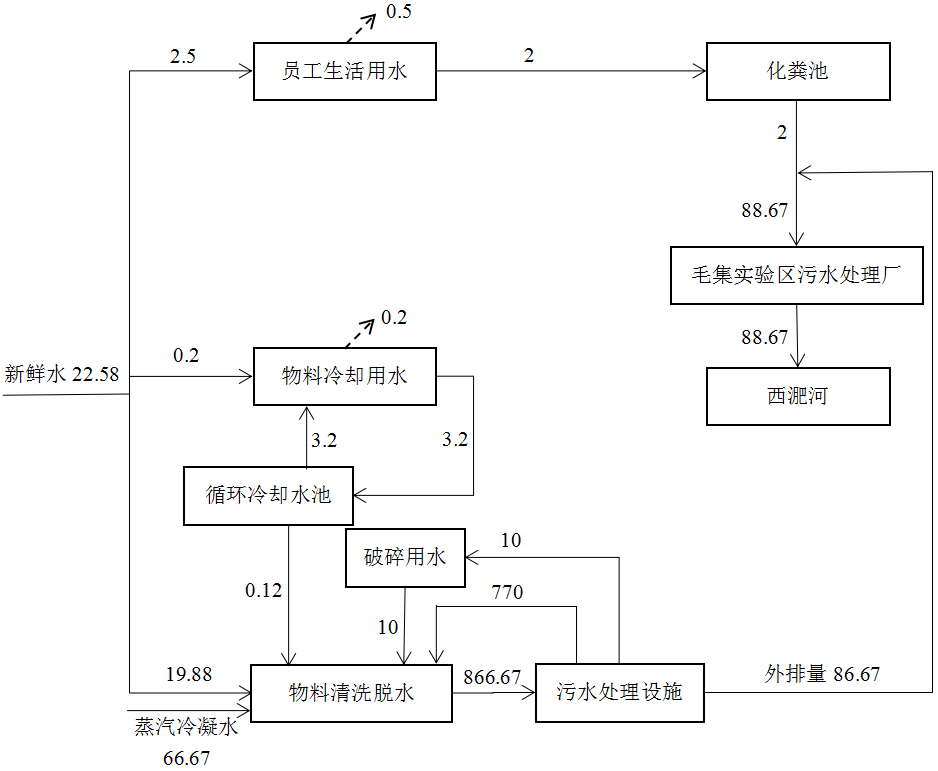 0.5
2.5
员工生活用水
2
化粪池
2
88.67
毛集实验区污水处理厂
0.2
88.67
新鲜水 22.58
0.2
物料冷却用水
西淝河
3.2
3.2
循环冷却水池
破碎用水
10
0.12
770
10
19.88
物料清洗脱水
866.67
污水处理设施
外排量 86.67
蒸汽冷凝水
66.67